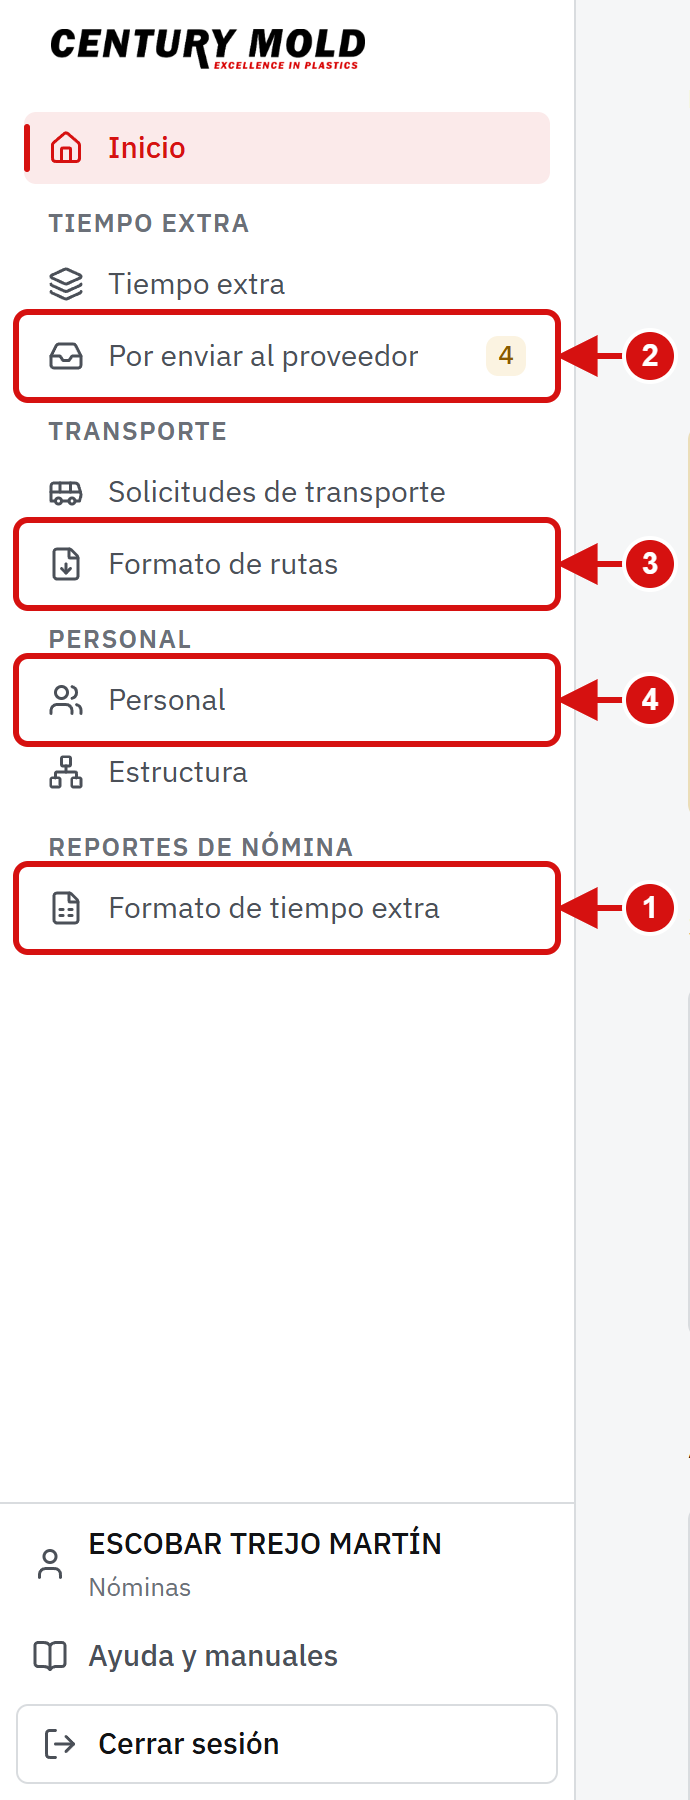 CENTURY MOLD
EXCELLENCE IN PLASTICS
Inicio
TIEMPO EXTRA
Tiempo extra
Por enviar al proveedor 4 2
TRANSPORTE
Solicitudes de transporte
Formato de rutas 3
PERSONAL
Personal 4
Estructura
REPORTES DE NÓMINA
Formato de tiempo extra 1
ESCOBAR TREJO MARTÍN
Nóminas
Ayuda y manuales
Cerrar sesión